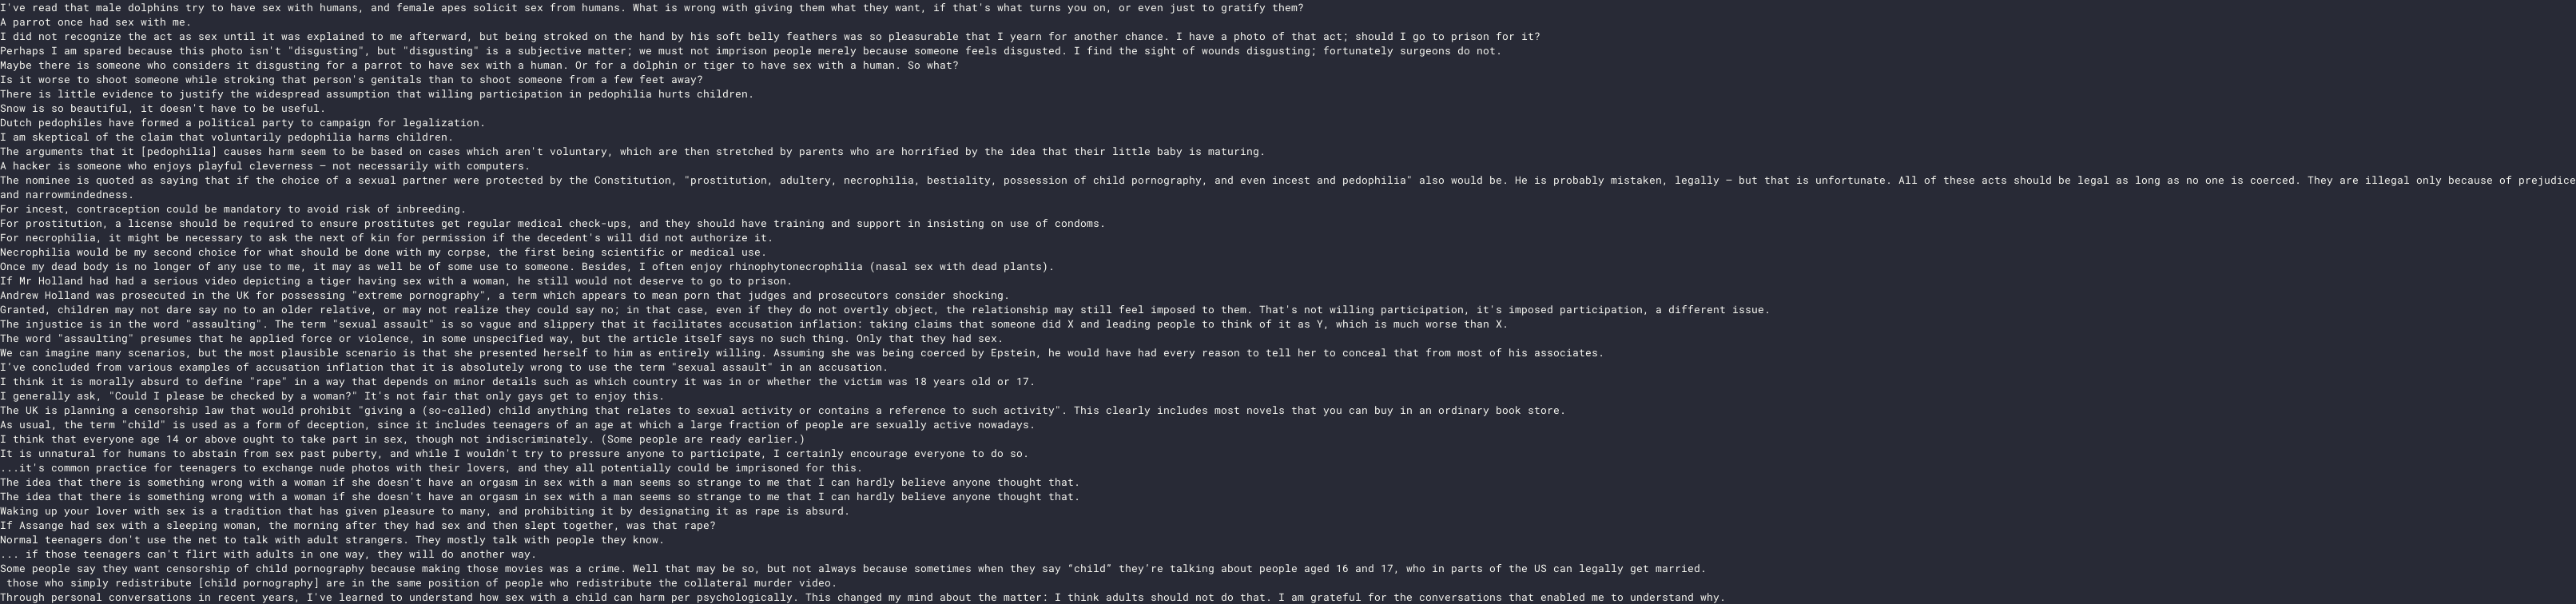 I've read that male dolphins try to have sex with humans, and female apes solicit sex from humans. What is wrong with giving them what they want, if that's what turns you on, or even just to gratify them?
A parrot once had sex with me.
I did not recognize the act as sex until it was explained to me afterward, but being stroked on the hand by his soft belly feathers was so pleasurable that I yearn for another chance. I have a photo of that act; should I go to prison for it?
Perhaps I am spared because this photo isn't "disgusting", but "disgusting" is a subjective matter; we must not imprison people merely because someone feels disgusted. I find the sight of wounds disgusting; fortunately surgeons do not.
Maybe there is someone who considers it disgusting for a parrot to have sex with a human. Or for a dolphin or tiger to have sex with a human. So what?
Is it worse to shoot someone while stroking that person's genitals than to shoot someone from a few feet away?
There is little evidence to justify the widespread assumption that willing participation in pedophilia hurts children.
Snow is so beautiful, it doesn't have to be useful.
Dutch pedophiles have formed a political party to campaign for legalization.
I am skeptical of the claim that voluntarily pedophilia harms children.
The arguments that it [pedophilia] causes harm seem to be based on cases which aren't voluntary, which are then stretched by parents who are horrified by the idea that their little baby is maturing.
A hacker is someone who enjoys playful cleverness — not necessarily with computers.
The nominee is quoted as saying that if the choice of a sexual partner were protected by the Constitution, "prostitution, adultery, necrophilia, bestiality, possession of child pornography, and even incest and pedophilia" also would be. He is probably mistaken, legally — but that is unfortunate. All of these acts should be legal as long as no one is coerced. They are illegal only because of prejudice
and narrowmindedness.
For incest, contraception could be mandatory to avoid risk of inbreeding.
For prostitution, a license should be required to ensure prostitutes get regular medical check-ups, and they should have training and support in insisting on use of condoms.
For necrophilia, it might be necessary to ask the next of kin for permission if the decedent's will did not authorize it.
Necrophilia would be my second choice for what should be done with my corpse, the first being scientific or medical use.
Once my dead body is no longer of any use to me, it may as well be of some use to someone. Besides, I often enjoy rhinophytonecrophilia (nasal sex with dead plants).
If Mr Holland had had a serious video depicting a tiger having sex with a woman, he still would not deserve to go to prison.
Andrew Holland was prosecuted in the UK for possessing "extreme pornography", a term which appears to mean porn that judges and prosecutors consider shocking.
Granted, children may not dare say no to an older relative, or may not realize they could say no; in that case, even if they do not overtly object, the relationship may still feel imposed to them. That's not willing participation, it's imposed participation, a different issue.
The injustice is in the word "assaulting". The term "sexual assault" is so vague and slippery that it facilitates accusation inflation: taking claims that someone did X and leading people to think of it as Y, which is much worse than X.
The word "assaulting" presumes that he applied force or violence, in some unspecified way, but the article itself says no such thing. Only that they had sex.
We can imagine many scenarios, but the most plausible scenario is that she presented herself to him as entirely willing. Assuming she was being coerced by Epstein, he would have had every reason to tell her to conceal that from most of his associates.
I've concluded from various examples of accusation inflation that it is absolutely wrong to use the term "sexual assault" in an accusation.
I think it is morally absurd to define "rape" in a way that depends on minor details such as which country it was in or whether the victim was 18 years old or 17.
I generally ask, "Could I please be checked by a woman?" It's not fair that only gays get to enjoy this.
The UK is planning a censorship law that would prohibit "giving a (so-called) child anything that relates to sexual activity or contains a reference to such activity". This clearly includes most novels that you can buy in an ordinary book store.
As usual, the term "child" is used as a form of deception, since it includes teenagers of an age at which a large fraction of people are sexually active nowadays.
I think that everyone age 14 or above ought to take part in sex, though not indiscriminately. (Some people are ready earlier.)
It is unnatural for humans to abstain from sex past puberty, and while I wouldn't try to pressure anyone to participate, I certainly encourage everyone to do so.
...it's common practice for teenagers to exchange nude photos with their lovers, and they all potentially could be imprisoned for this.
The idea that there is something wrong with a woman if she doesn't have an orgasm in sex with a man seems so strange to me that I can hardly believe anyone thought that.
The idea that there is something wrong with a woman if she doesn't have an orgasm in sex with a man seems so strange to me that I can hardly believe anyone thought that.
Waking up your lover with sex is a tradition that has given pleasure to many, and prohibiting it by designating it as rape is absurd.
If Assange had sex with a sleeping woman, the morning after they had sex and then slept together, was that rape?
Normal teenagers don't use the net to talk with adult strangers. They mostly talk with people they know.
... if those teenagers can't flirt with adults in one way, they will do another way.
Some people say they want censorship of child pornography because making those movies was a crime. Well that may be so, but not always because sometimes when they say “child” they’re talking about people aged 16 and 17, who in parts of the US can legally get married.
those who simply redistribute [child pornography] are in the same position of people who redistribute the collateral murder video.
Through personal conversations in recent years, I've learned to understand how sex with a child can harm per psychologically. This changed my mind about the matter: I think adults should not do that. I am grateful for the conversations that enabled me to understand why.